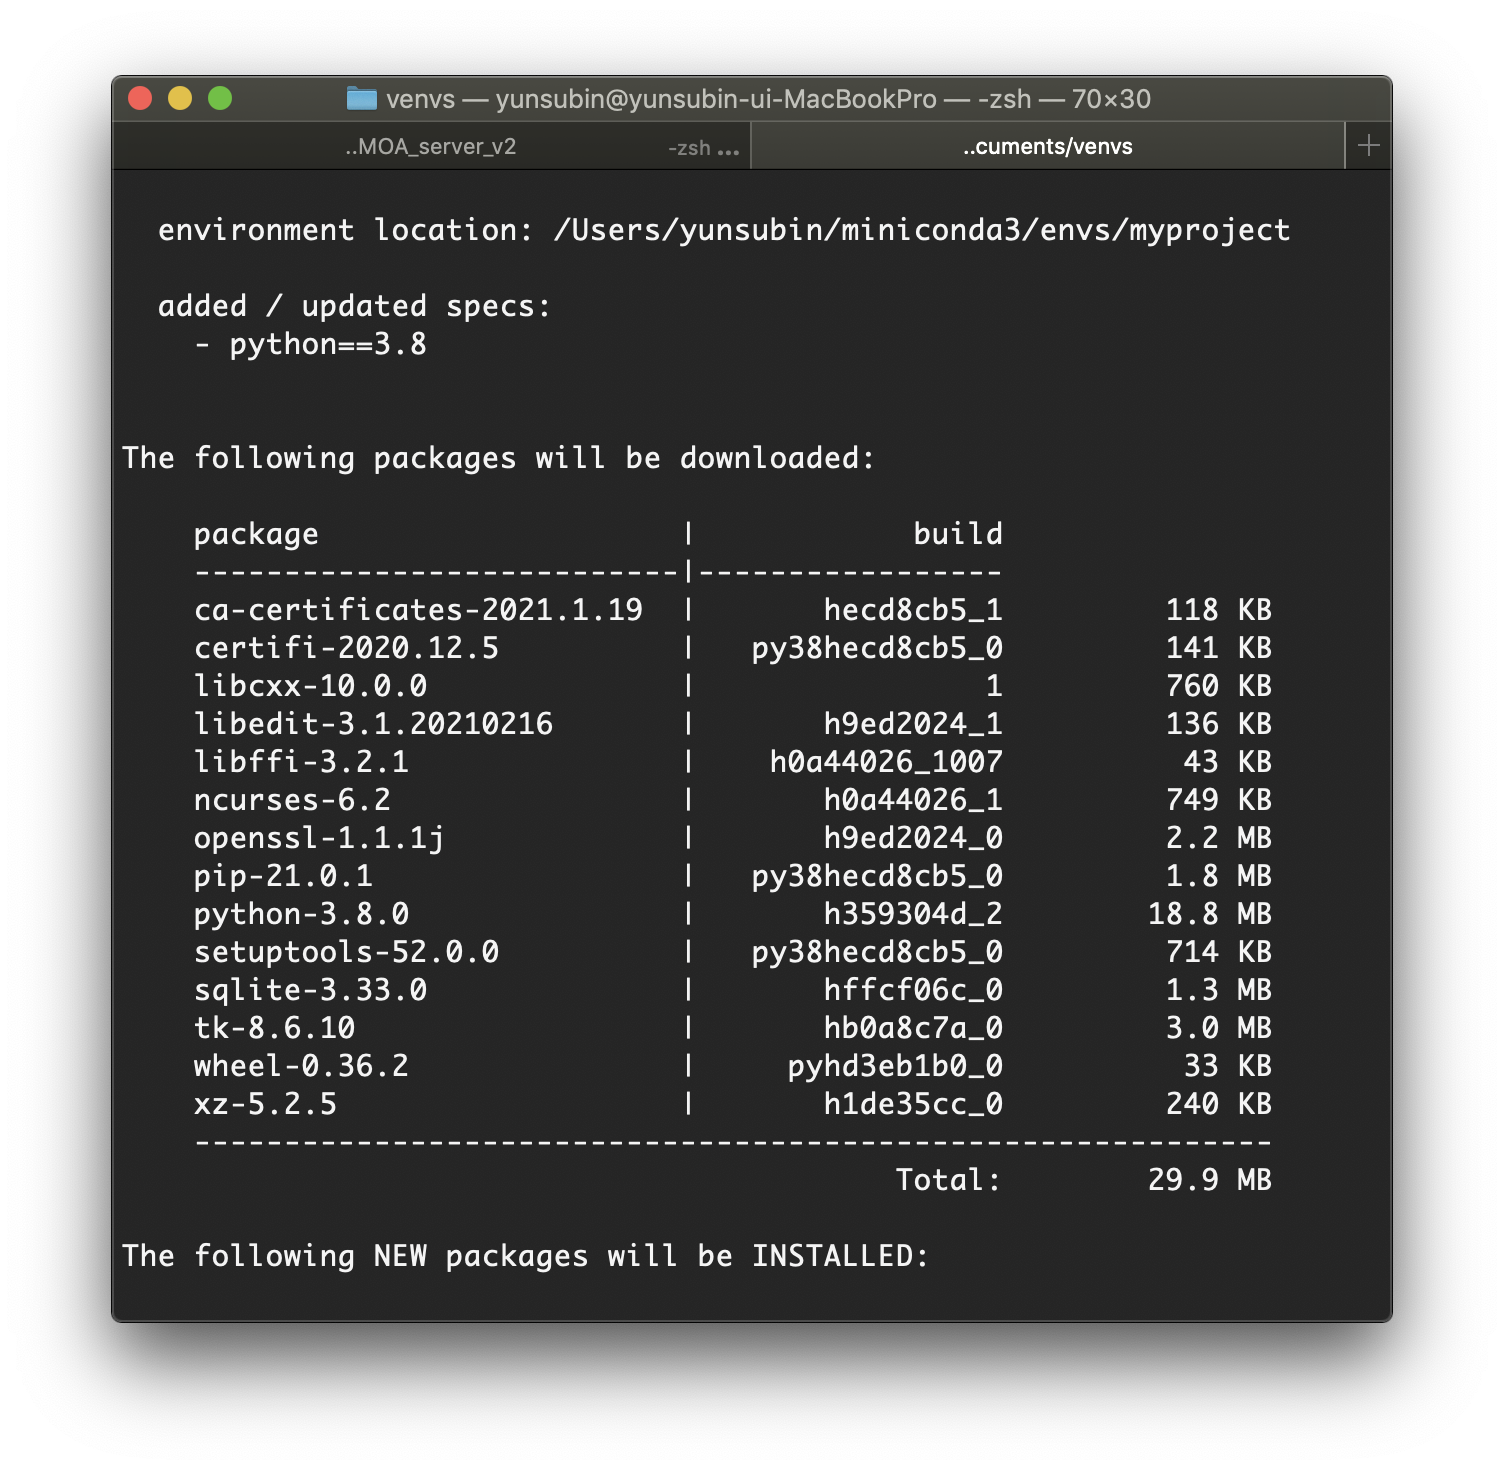 venvs — yunsubin@yunsubin-ui-MacBookPro — -zsh — 70×30
..MOA_server_v2 -zsh ... ..cuments/venvs +
environment location: /Users/yunsubin/miniconda3/envs/myproject
added / updated specs:
- python==3.8
The following packages will be downloaded:
package | build
---------------------------|-----------------
ca-certificates-2021.1.19 | hecd8cb5_1 118 KB
certifi-2020.12.5 | py38hecd8cb5_0 141 KB
libcxx-10.0.0 | 1 760 KB
libedit-3.1.20210216 | h9ed2024_1 136 KB
libffi-3.2.1 | h0a44026_1007 43 KB
ncurses-6.2 | h0a44026_1 749 KB
openssl-1.1.1j | h9ed2024_0 2.2 MB
pip-21.0.1 | py38hecd8cb5_0 1.8 MB
python-3.8.0 | h359304d_2 18.8 MB
setuptools-52.0.0 | py38hecd8cb5_0 714 KB
sqlite-3.33.0 | hffcf06c_0 1.3 MB
tk-8.6.10 | hb0a8c7a_0 3.0 MB
wheel-0.36.2 | pyhd3eb1b0_0 33 KB
xz-5.2.5 | h1de35cc_0 240 KB
------------------------------------------------------------
Total: 29.9 MB
The following NEW packages will be INSTALLED: